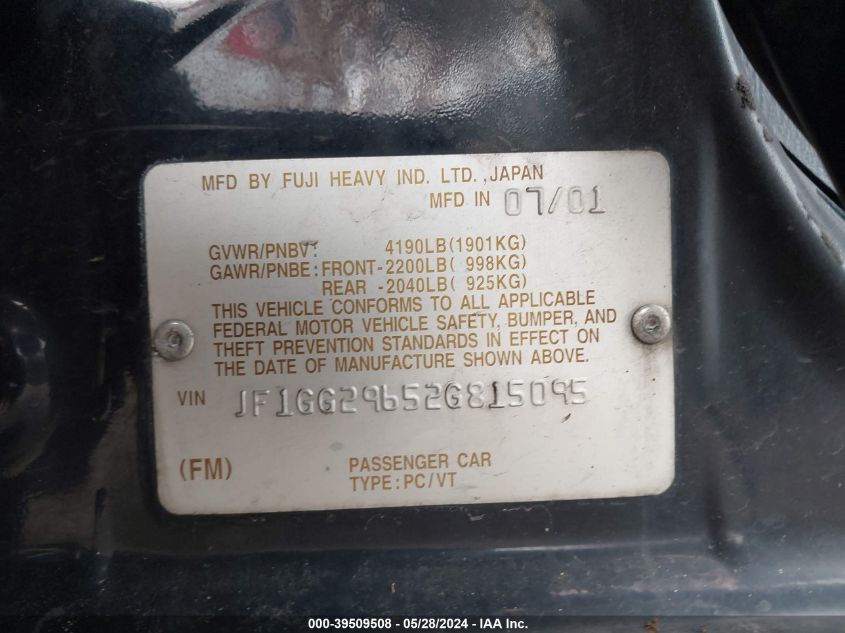 MFD BY FUJI HEAVY IND. LTD. ,JAPAN
MFD IN 07/01
GVWR/PNBV: 4190LB(1901KG)
GAWR/PNBE:FRONT-2200LB( 998KG)
REAR -2040LB( 925KG)
THIS VEHICLE CONFORMS TO ALL APPLICABLE
FEDERAL MOTOR VEHICLE SAFETY, BUMPER, AND
THEFT PREVENTION STANDARDS IN EFFECT ON
THE DATE OF MANUFACTURE SHOWN ABOVE.
VIN JF1GG29652G815095
(FM) PASSENGER CAR
TYPE:PC/VT
000-39509508 - 05/28/2024 - IAA Inc.